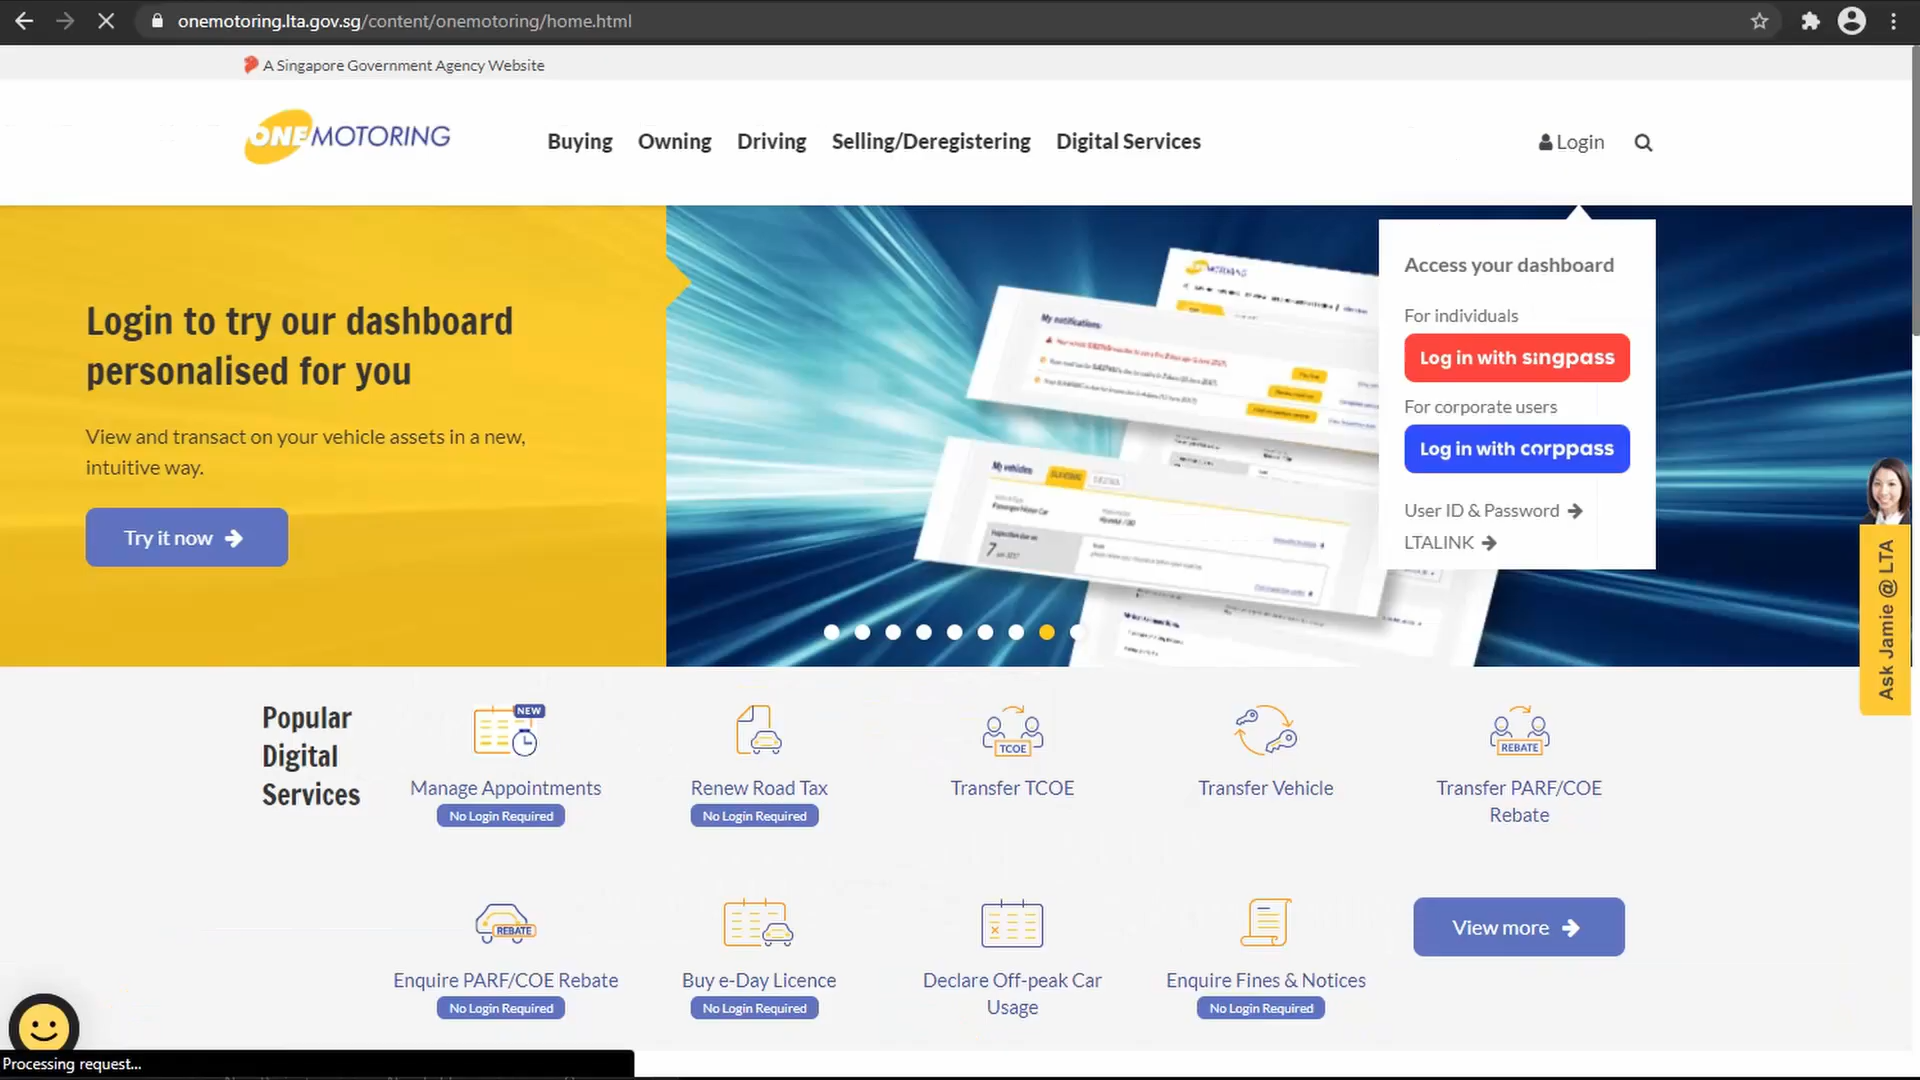 onemotoring.lta.gov.sg/content/onemotoring/home.html
A Singapore Government Agency Website
ONEMOTORING
Buying Owning Driving Selling/Deregistering Digital Services
Login
Access your dashboard
For individuals
Log in with singpass
For corporate users
Log in with corppass
User ID & Password
LTALINK
Login to try our dashboard
personalised for you
View and transact on your vehicle assets in a new,
intuitive way.
Try it now
My notifications
My vehicles
Ask Jamie @ LTA
Popular
Digital
Services
NEW
Manage Appointments
No Login Required
Renew Road Tax
No Login Required
TCOE
Transfer TCOE
Transfer Vehicle
REBATE
Transfer PARF/COE
Rebate
REBATE
Enquire PARF/COE Rebate
No Login Required
Buy e-Day Licence
No Login Required
Declare Off-peak Car
Usage
Enquire Fines & Notices
No Login Required
View more
Processing request...